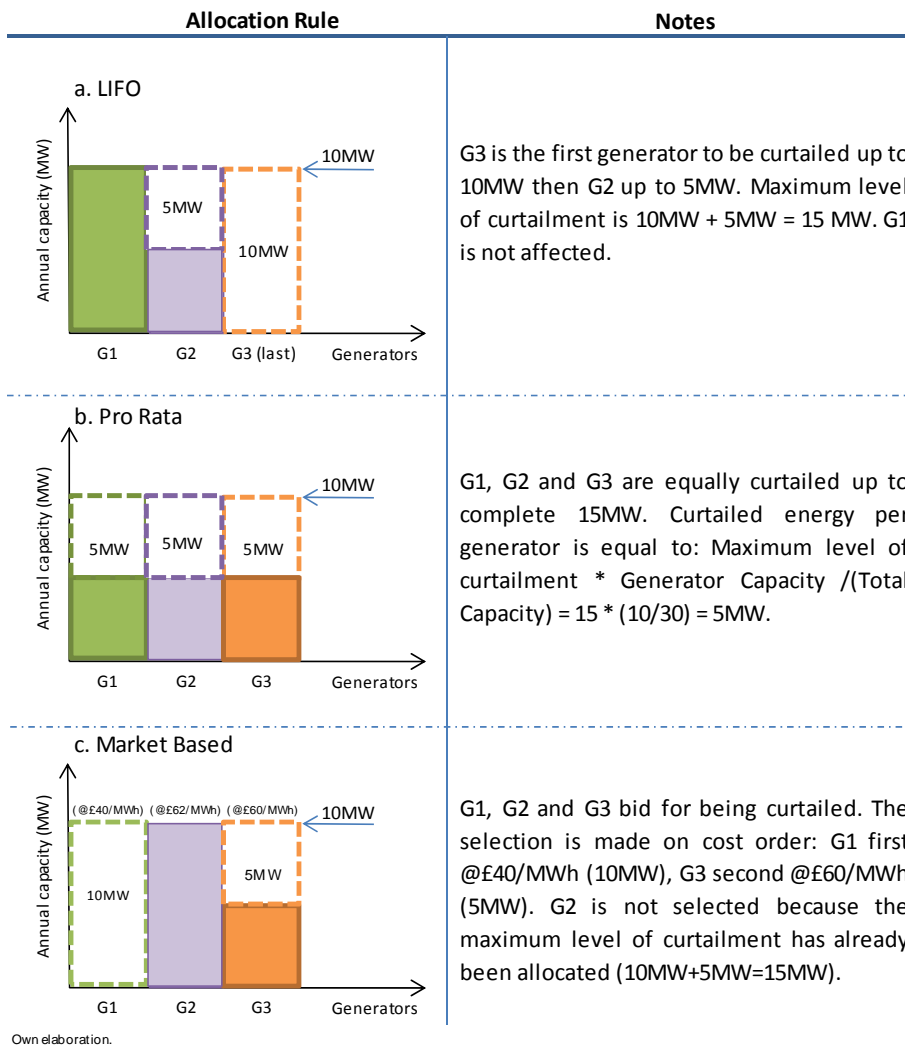 Allocation Rule
Notes
a. LIFO
Annual capacity (MW)
10MW
5MW
10MW
G1
G2
G3 (last)
Generators
G3 is the first generator to be curtailed up to
10MW then G2 up to 5MW. Maximum level
of curtailment is 10MW + 5MW = 15 MW. G1
is not affected.
b. Pro Rata
Annual capacity (MW)
10MW
5MW
5MW
5MW
G1
G2
G3
Generators
G1, G2 and G3 are equally curtailed up to
complete 15MW. Curtailed energy per
generator is equal to: Maximum level of
curtailment * Generator Capacity /(Total
Capacity) = 15 * (10/30) = 5MW.
c. Market Based
Annual capacity (MW)
(@£40/MWh) (@£62/MWh) (@£60/MWh)
10MW
5MW
10MW
G1
G2
G3
Generators
G1, G2 and G3 bid for being curtailed. The
selection is made on cost order: G1 first
@£40/MWh (10MW), G3 second @£60/MWh
(5MW). G2 is not selected because the
maximum level of curtailment has already
been allocated (10MW+5MW=15MW).
Own elaboration.